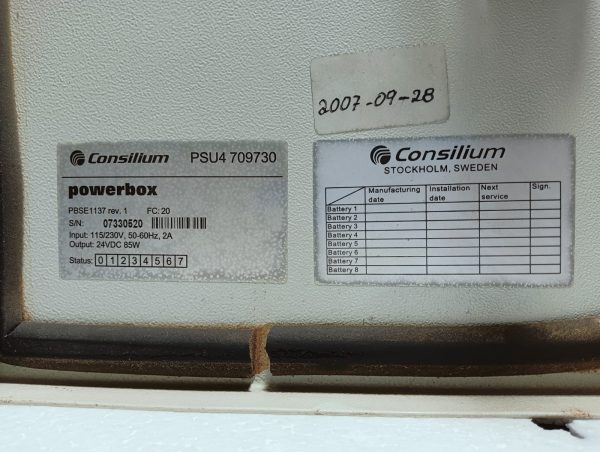 2007-09-28
Consilium PSU4 709730
powerbox
PBSE1137 rev. 1 FC: 20
S/N: 07330520
Input: 115/230V, 50-60Hz, 2A
Output: 24VDC 85W
Status: 0 1 2 3 4 5 6 7
Consilium
STOCKHOLM, SWEDEN
Manufacturing date Installation date Next service Sign.
Battery 1
Battery 2
Battery 3
Battery 4
Battery 5
Battery 6
Battery 7
Battery 8